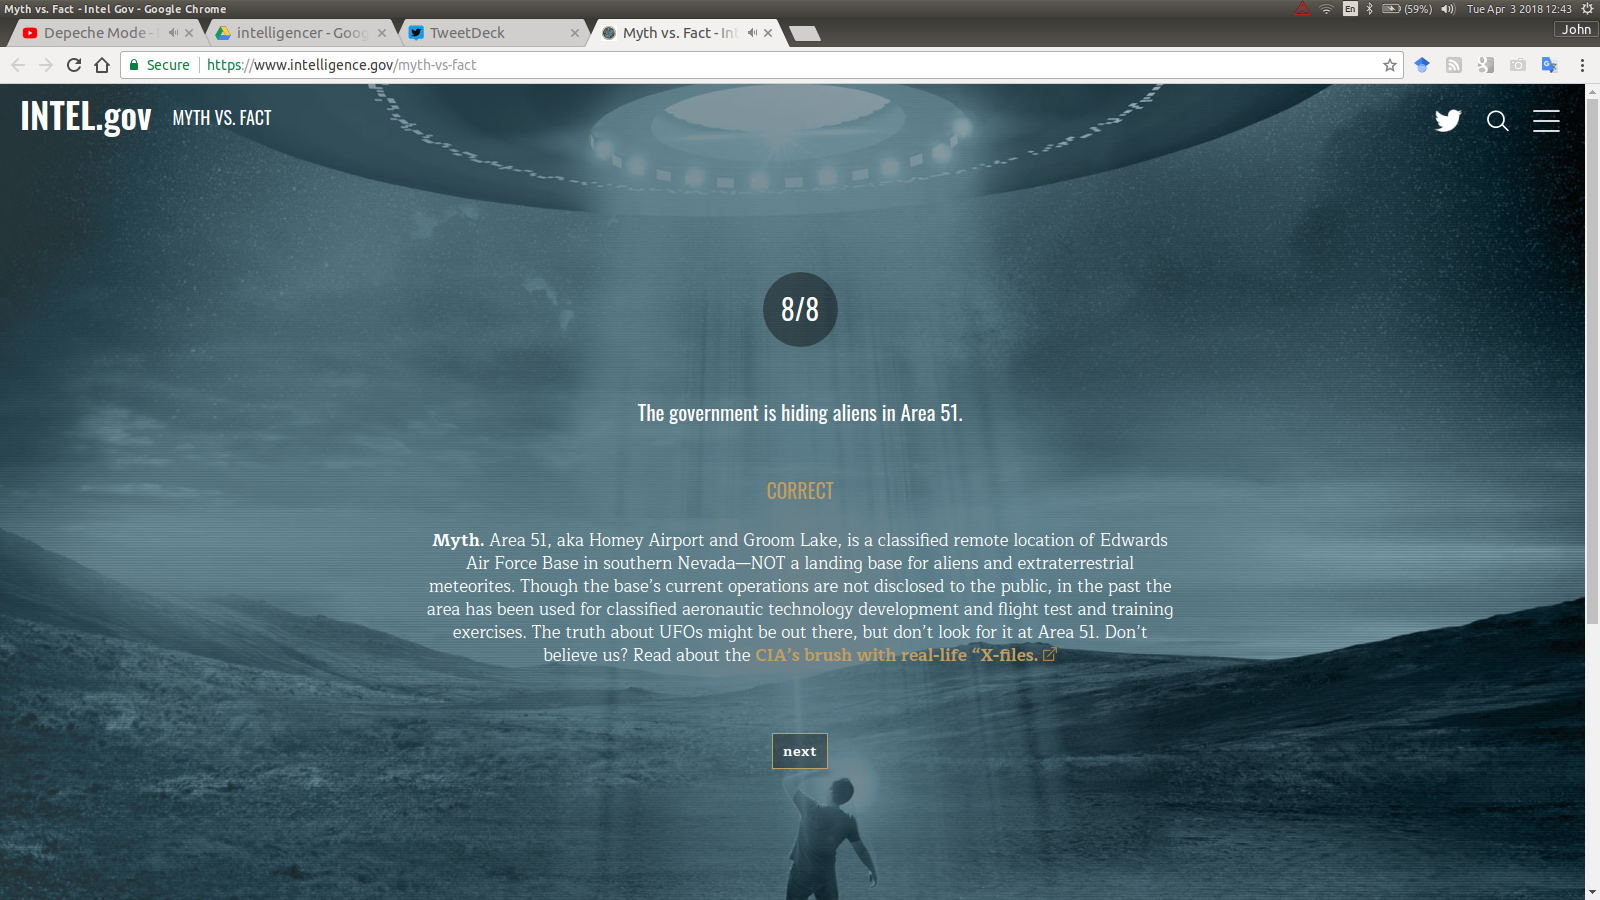 Myth vs. Fact - Intel Gov - Google Chrome
En
(59%)
Tue Apr 3 2018 12:43
Depeche Mode -
intelligencer - Goog
TweetDeck
Myth vs. Fact - Int
John
Secure
https://www.intelligence.gov/myth-vs-fact
INTEL.gov
MYTH VS. FACT
8/8
The government is hiding aliens in Area 51.
CORRECT
Myth. Area 51, aka Homey Airport and Groom Lake, is a classified remote location of Edwards
Air Force Base in southern Nevada—NOT a landing base for aliens and extraterrestrial
meteorites. Though the base’s current operations are not disclosed to the public, in the past the
area has been used for classified aeronautic technology development and flight test and training
exercises. The truth about UFOs might be out there, but don’t look for it at Area 51. Don’t
believe us? Read about the CIA’s brush with real-life “X-files.
next